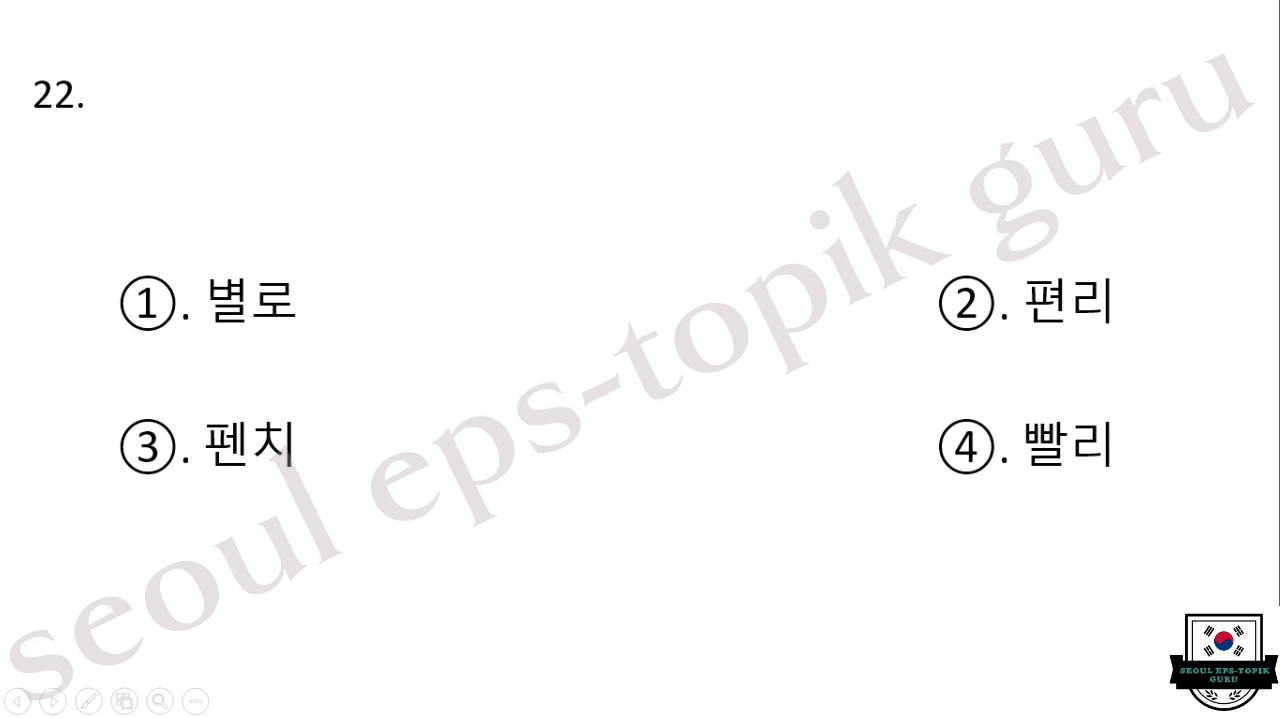 22.
①. 별로 ②. 편리
③. 펜치 ④. 빨리
seoul eps-topik guru
SEOUL EPS-TOPIK
GURU